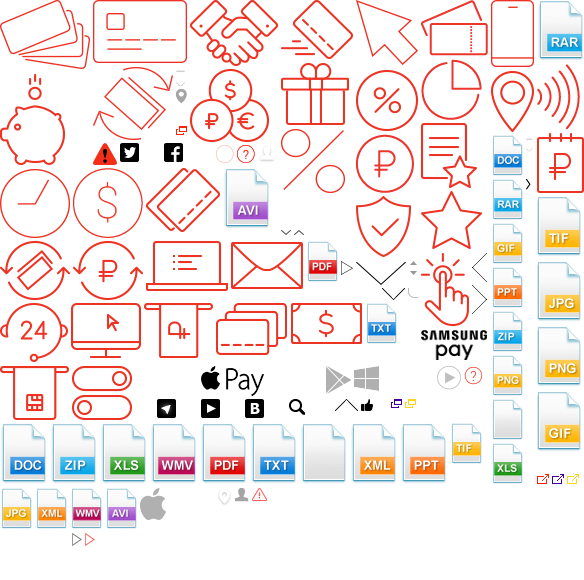 RAR
$
₽
€
%
DOC
₽
₽
AVI
$
RAR
TIF
GIF
PDF
₽
PPT
JPG
24
$
TXT
SAMSUNG
pay
ZIP
PNG
Pay
?
PNG
B
GIF
DOC
ZIP
XLS
WMV
PDF
TXT
XML
PPT
TIF
XLS
JPG
XML
WMV
AVI